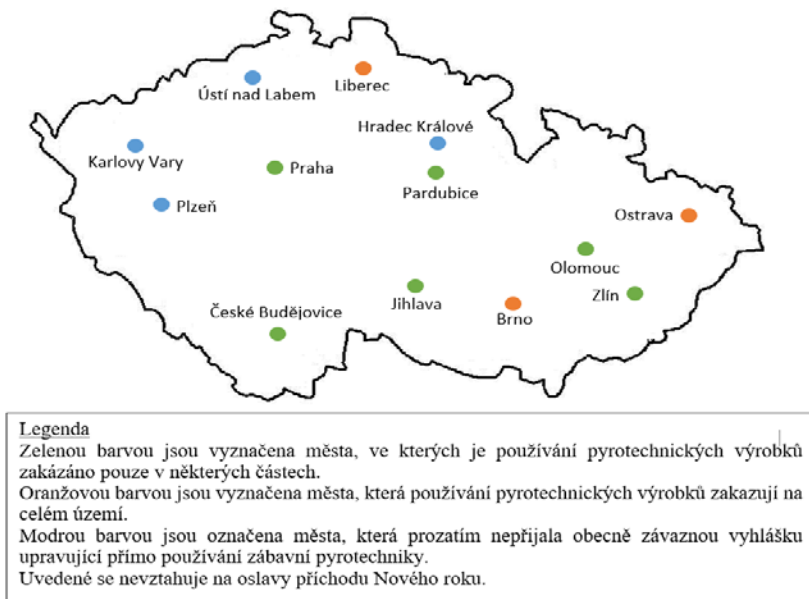 Ústí nad Labem
Liberec
Hradec Králové
Karlovy Vary
Praha
Pardubice
Plzeň
Ostrava
Olomouc
Zlín
Jihlava
Brno
České Budějovice
Legenda
Zelenou barvou jsou vyznačena města, ve kterých je používání pyrotechnických výrobků
zakázáno pouze v některých částech.
Oranžovou barvou jsou vyznačena města, která používání pyrotechnických výrobků zakazují na
celém území.
Modrou barvou jsou označena města, která prozatím nepřijala obecně závaznou vyhlášku
upravující přímo používání zábavní pyrotechniky.
Uvedené se nevztahuje na oslavy příchodu Nového roku.